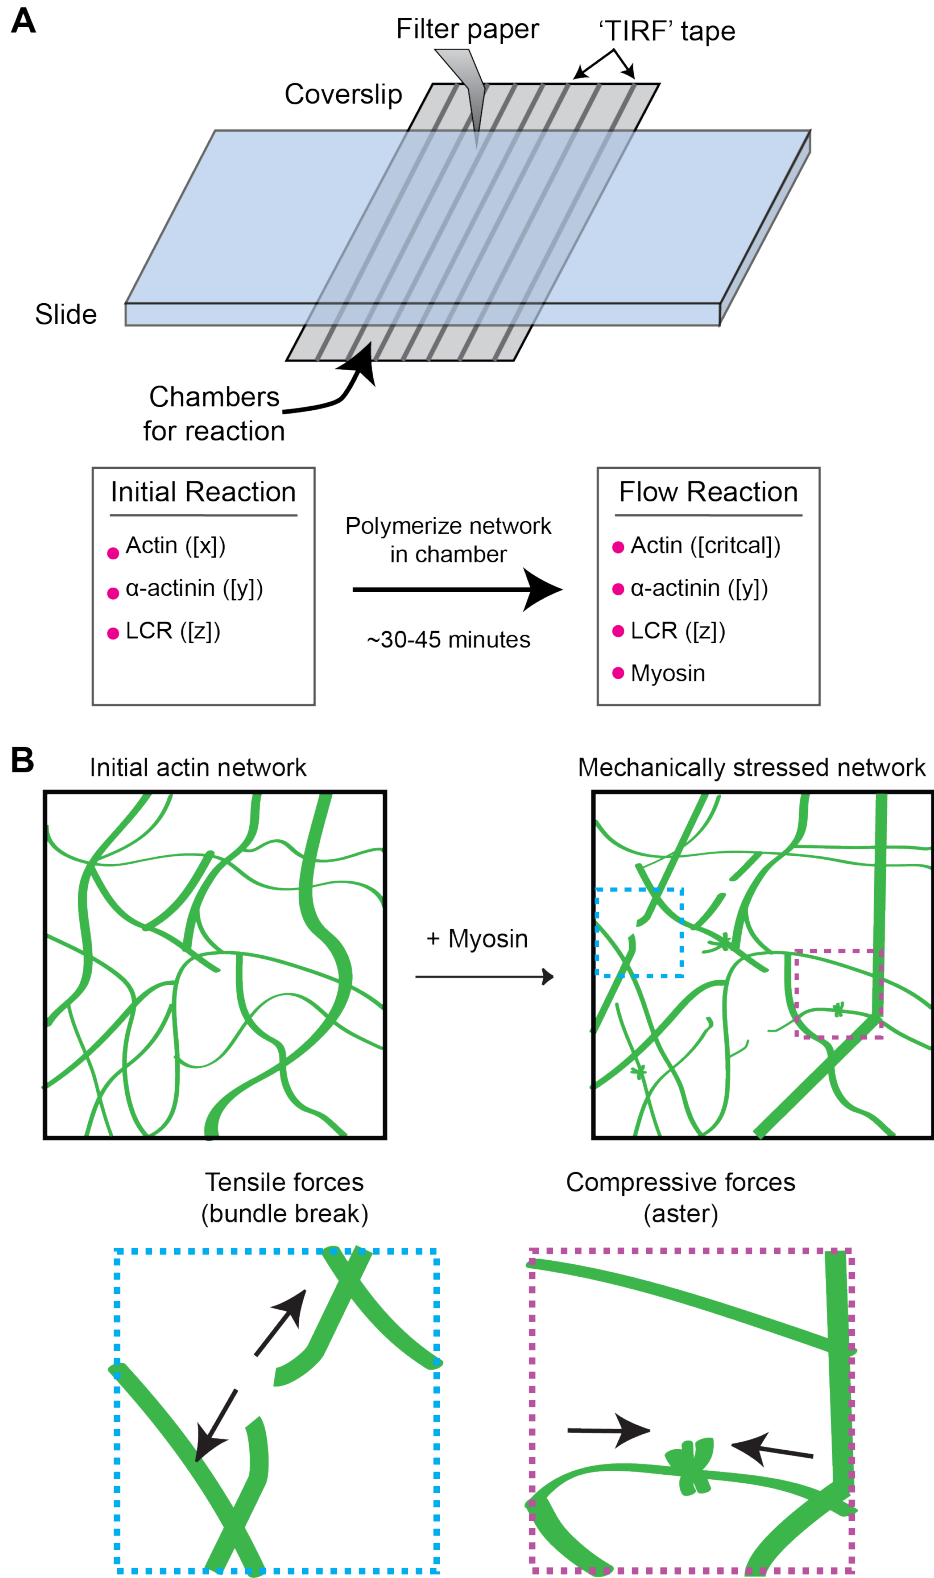 A
Filter paper
‘TIRF’ tape
Coverslip
Slide
Chambers
for reaction
Initial Reaction
Actin ([x])
α-actinin ([y])
LCR ([z])
Polymerize network
in chamber
~30-45 minutes
Flow Reaction
Actin ([critcal])
α-actinin ([y])
LCR ([z])
Myosin
B
Initial actin network
Mechanically stressed network
+ Myosin
Tensile forces
(bundle break)
Compressive forces
(aster)